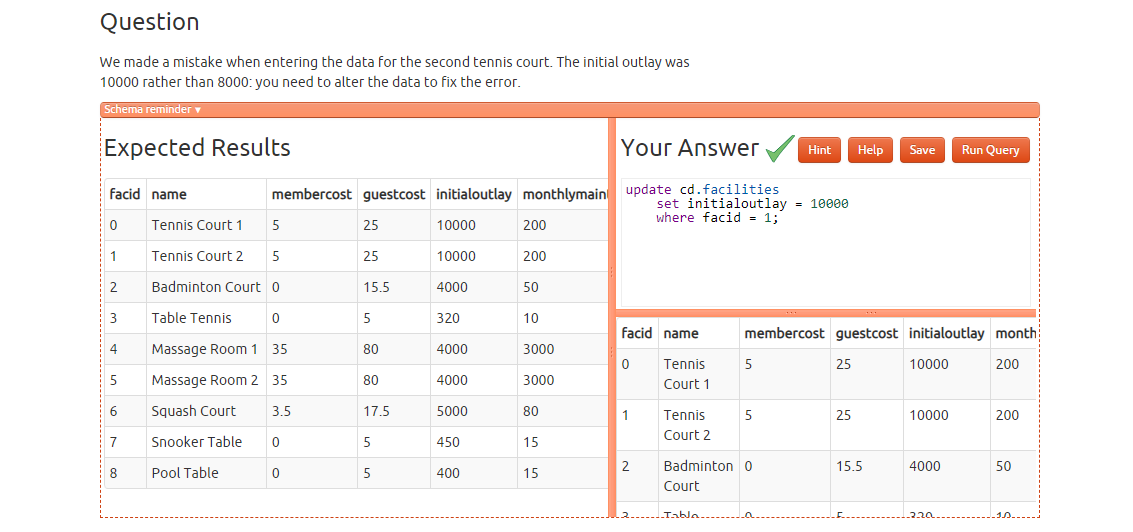 Question
We made a mistake when entering the data for the second tennis court. The initial outlay was
10000 rather than 8000: you need to alter the data to fix the error.
Schema reminder ▾
Expected Results
facid name membercost guestcost initialoutlay monthlymain
0 Tennis Court 1 5 25 10000 200
1 Tennis Court 2 5 25 10000 200
2 Badminton Court 0 15.5 4000 50
3 Table Tennis 0 5 320 10
4 Massage Room 1 35 80 4000 3000
5 Massage Room 2 35 80 4000 3000
6 Squash Court 3.5 17.5 5000 80
7 Snooker Table 0 5 450 15
8 Pool Table 0 5 400 15
Your Answer Hint Help Save Run Query
update cd.facilities
set initialoutlay = 10000
where facid = 1;
facid name membercost guestcost initialoutlay month
0 Tennis Court 1 5 25 10000 200
1 Tennis Court 2 5 25 10000 200
2 Badminton Court 0 15.5 4000 50
3 Table 0 5 320 10